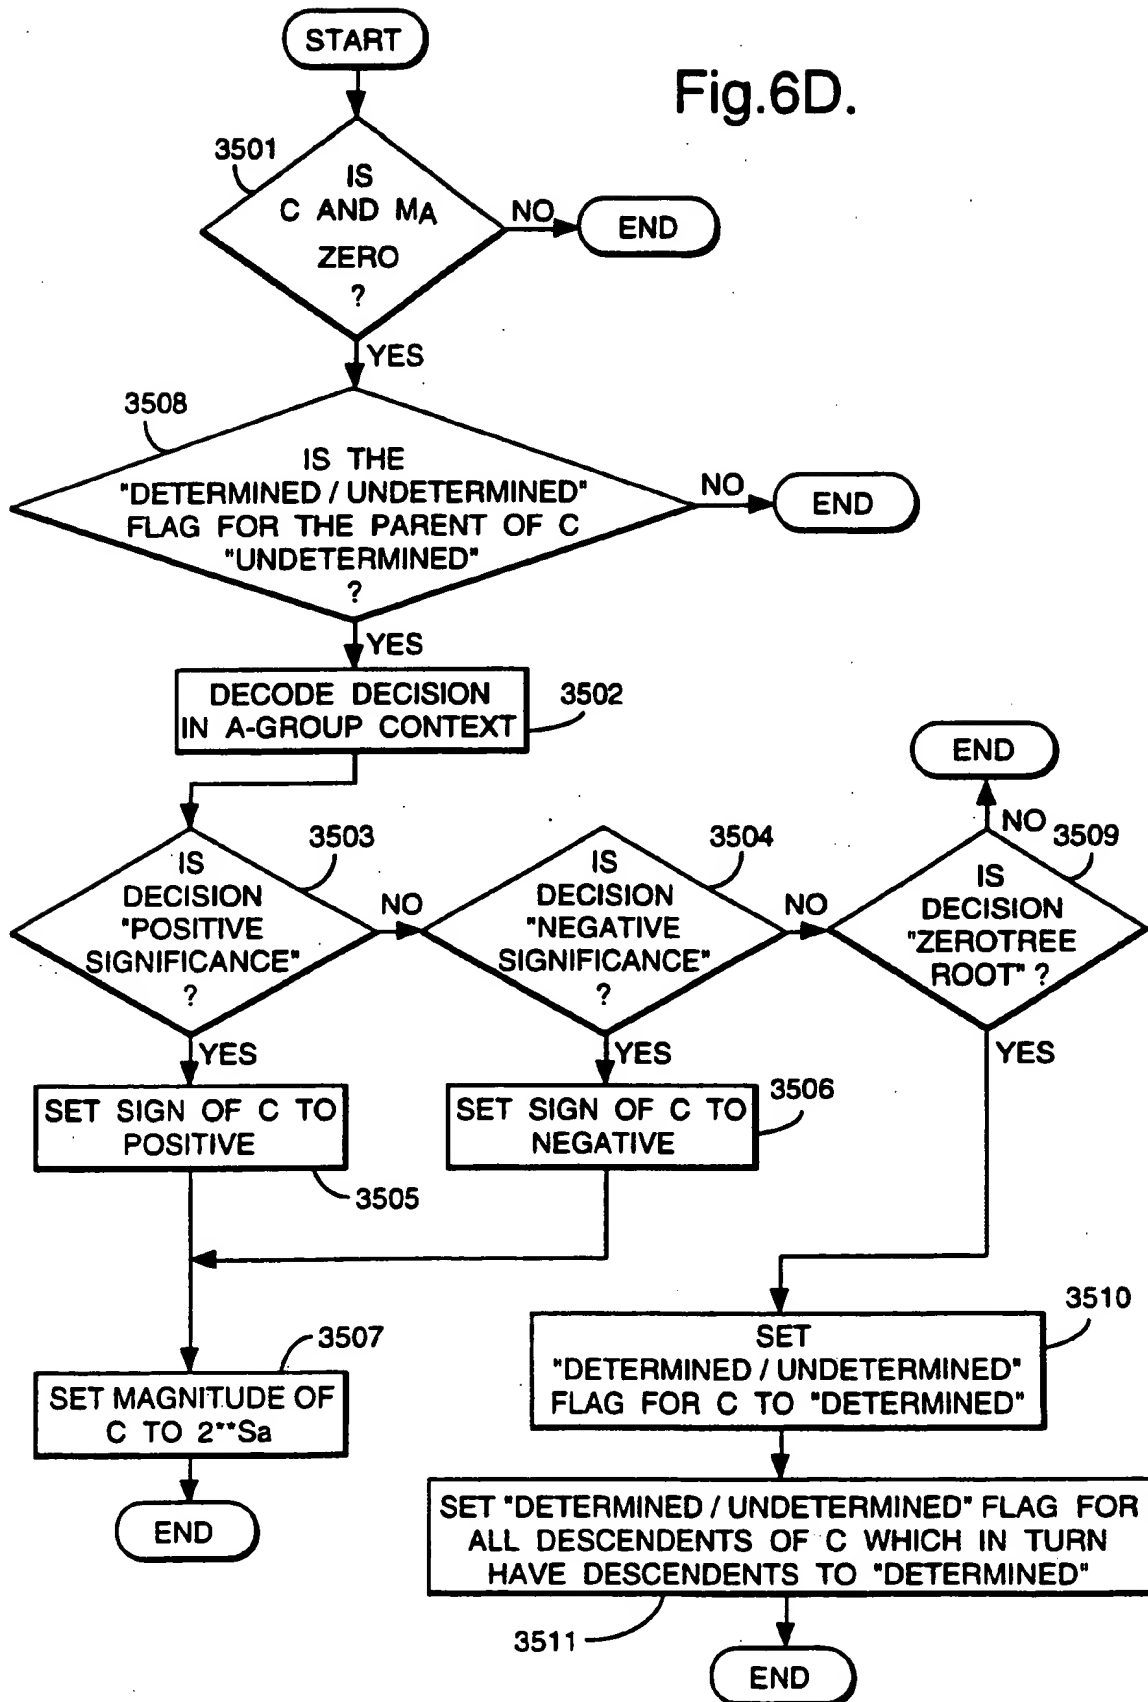 START
Fig.6D.
3501
IS
C AND MA
ZERO
?
NO
END
YES
3508
IS THE
"DETERMINED / UNDETERMINED"
FLAG FOR THE PARENT OF C
"UNDETERMINED"
?
NO
END
YES
DECODE DECISION
IN A-GROUP CONTEXT
3502
END
3503
IS
DECISION
"POSITIVE
SIGNIFICANCE"
?
NO
3504
IS
DECISION
"NEGATIVE
SIGNIFICANCE"
?
NO
NO
3509
IS
DECISION
"ZEROTREE
ROOT" ?
YES
YES
YES
SET SIGN OF C TO
POSITIVE
3505
SET SIGN OF C TO
NEGATIVE
3506
3507
SET MAGNITUDE OF
C TO 2**Sa
END
3510
SET
"DETERMINED / UNDETERMINED"
FLAG FOR C TO "DETERMINED"
SET "DETERMINED / UNDETERMINED" FLAG FOR
ALL DESCENDENTS OF C WHICH IN TURN
HAVE DESCENDENTS TO "DETERMINED"
3511
END